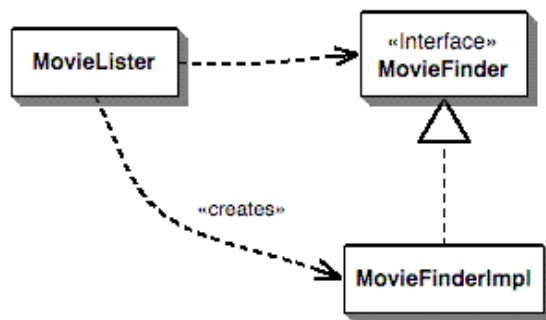 MovieLister
«Interface»
MovieFinder
«creates»
MovieFinderImpl